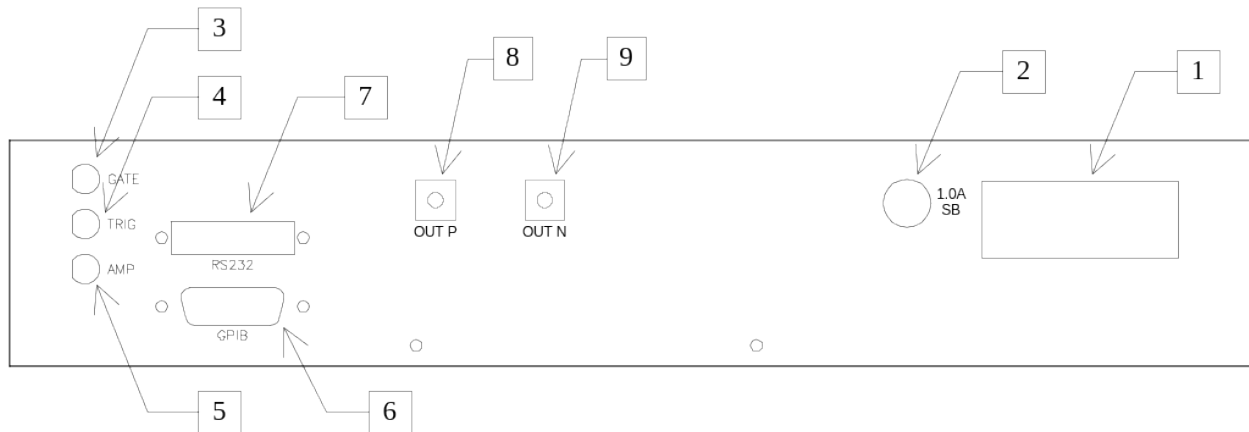 3
8
9
2
1
4
7
GATE
1.0A
SB
TRIG
OUT P
OUT N
RS232
AMP
GPIB
5
6